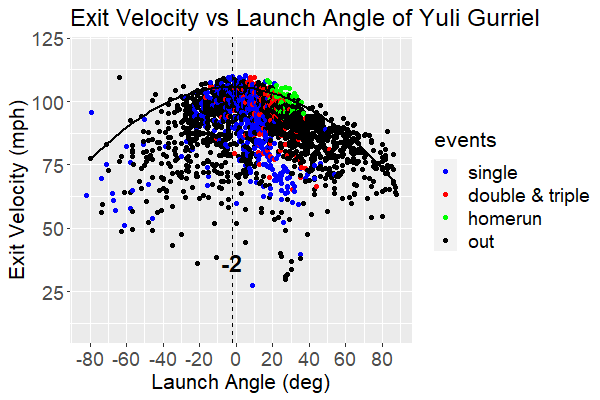 Exit Velocity vs Launch Angle of Yuli Gurriel
Exit Velocity (mph)
125
100
75
50
25
-2
-80 -60 -40 -20 0 20 40 60 80
Launch Angle (deg)
events
single
double & triple
homerun
out